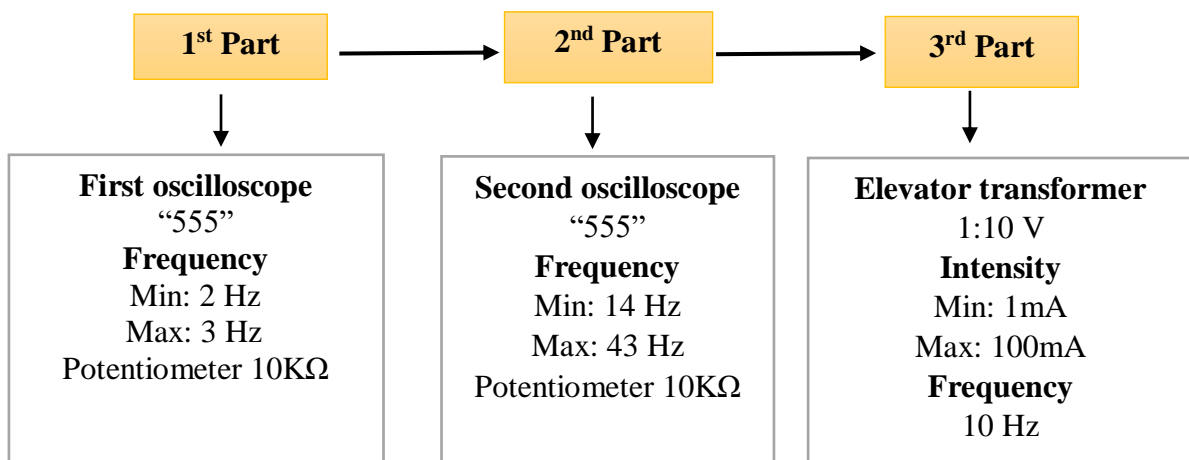 1st Part
2nd Part
3rd Part
First oscilloscope
“555”
Frequency
Min: 2 Hz
Max: 3 Hz
Potentiometer 10KΩ
Second oscilloscope
“555”
Frequency
Min: 14 Hz
Max: 43 Hz
Potentiometer 10KΩ
Elevator transformer
1:10 V
Intensity
Min: 1mA
Max: 100mA
Frequency
10 Hz